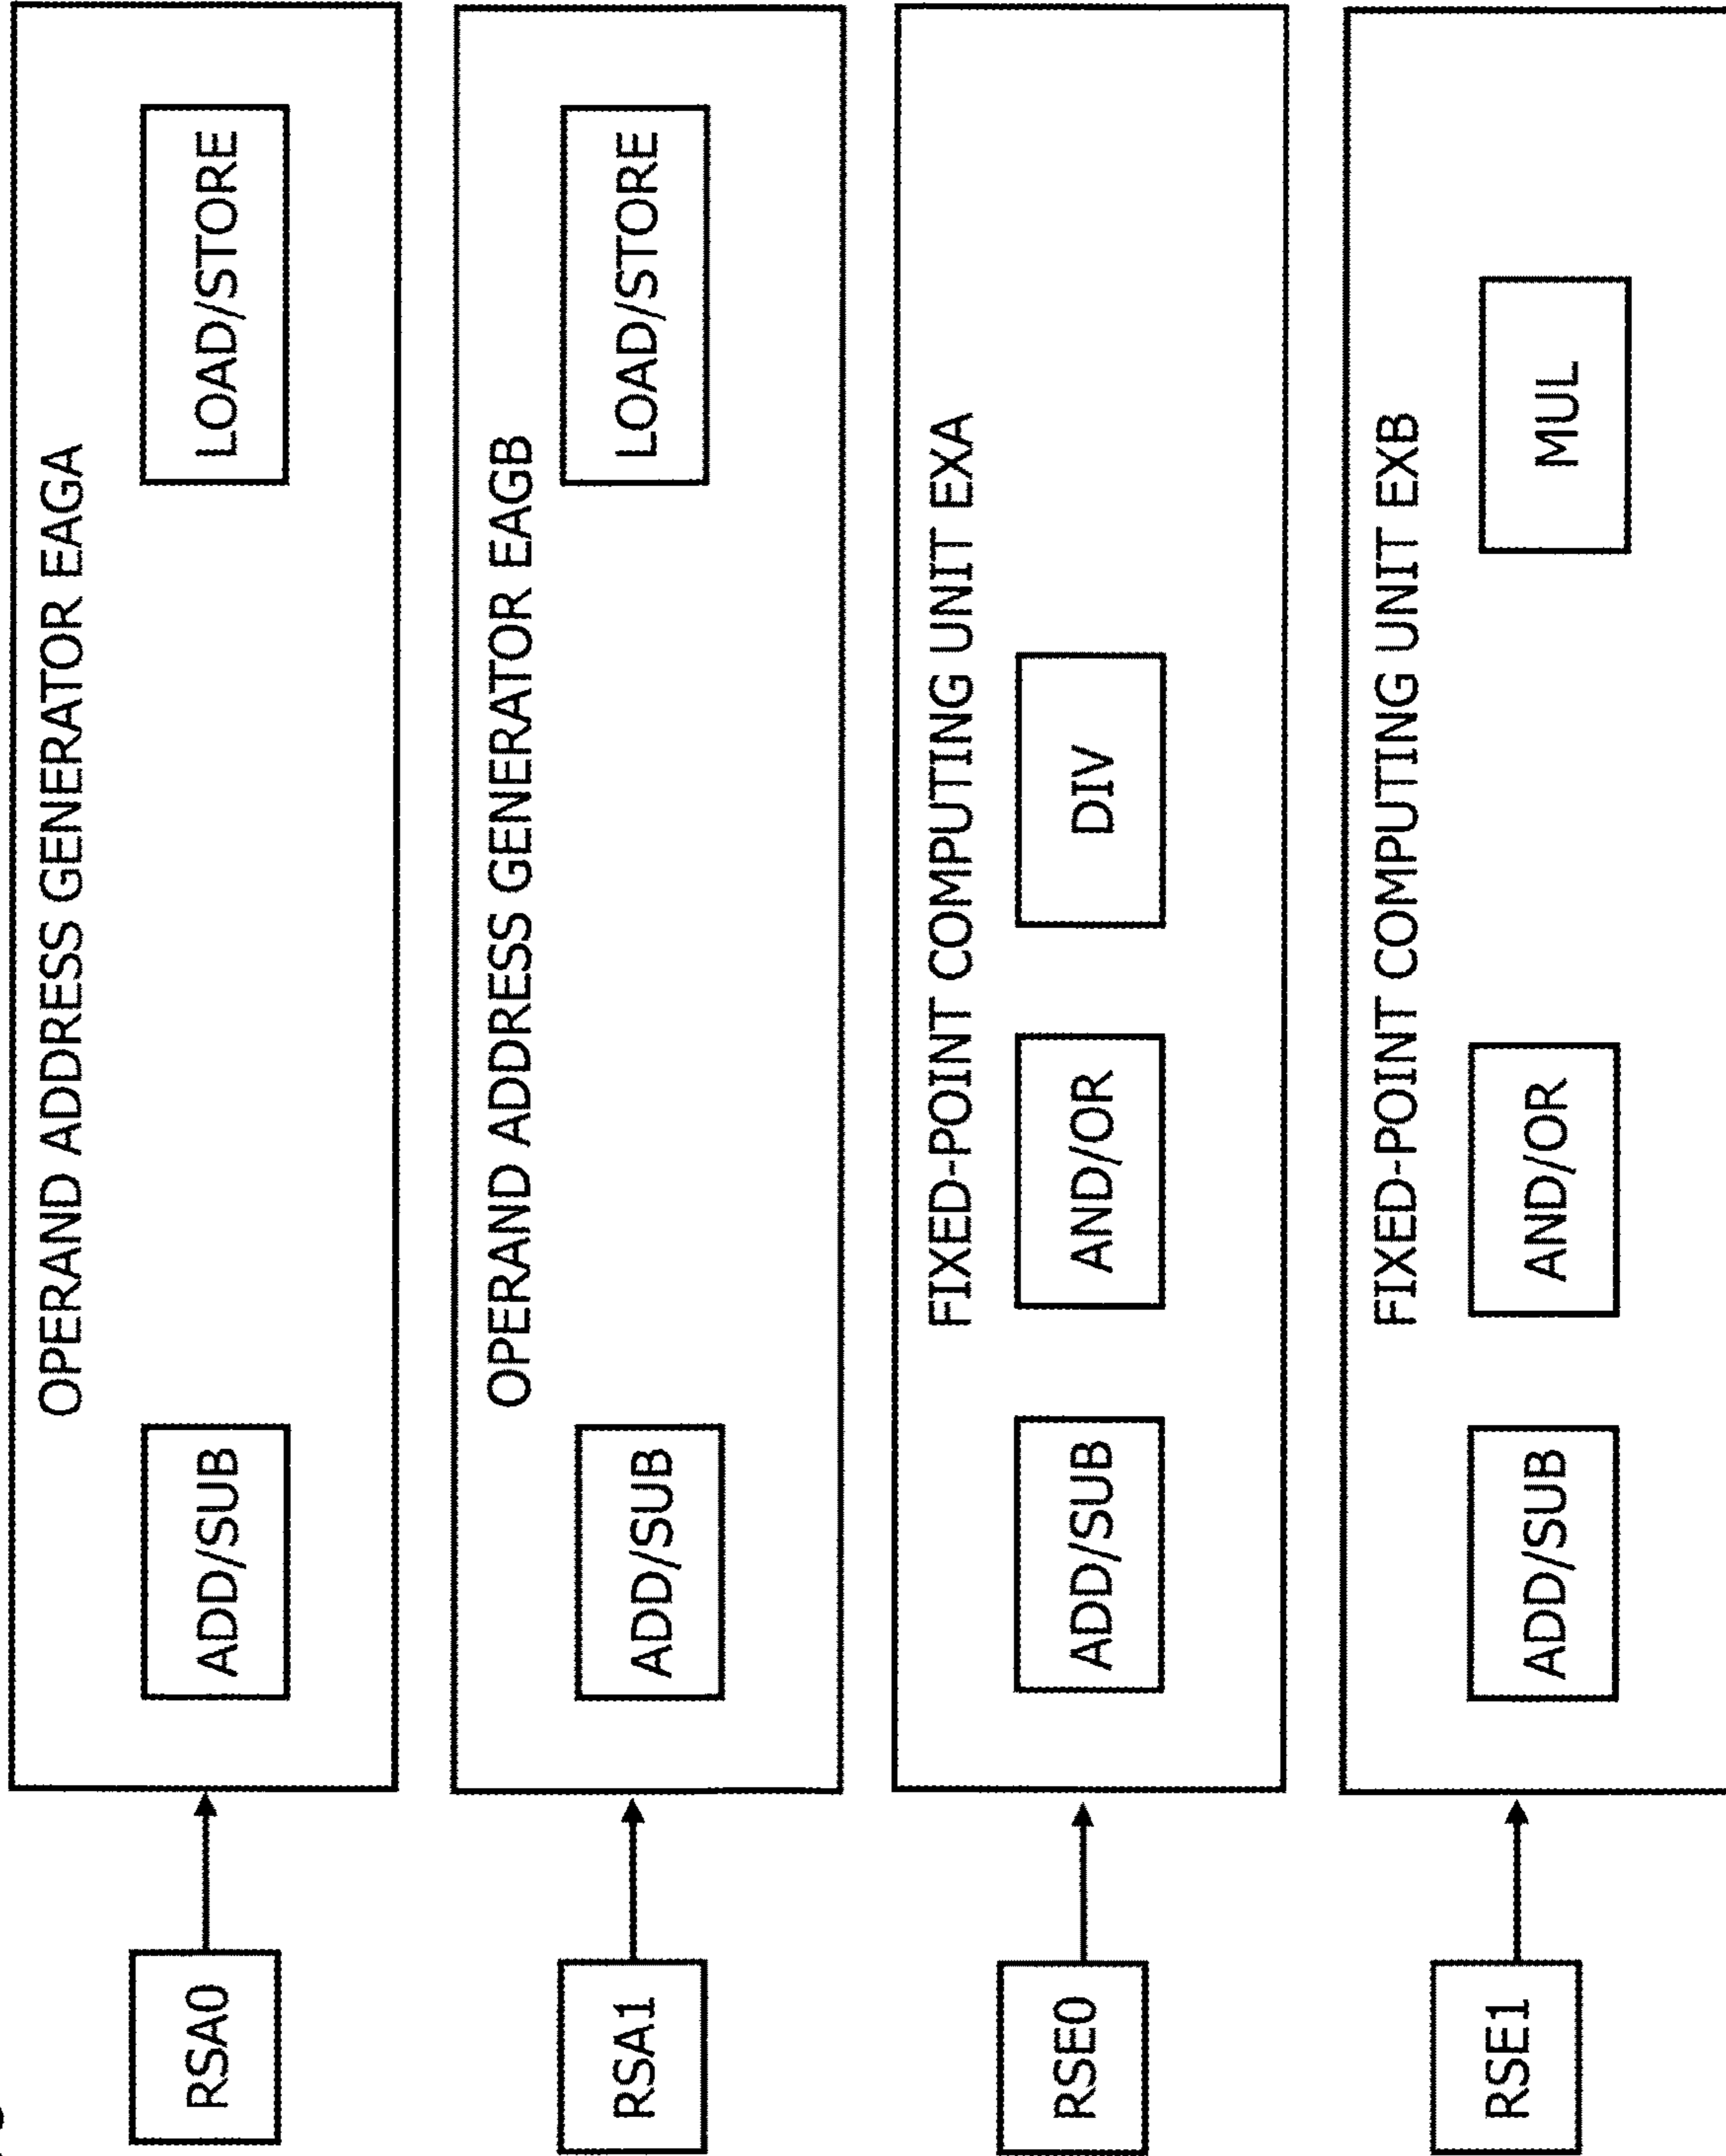 RSA0
OPERAND ADDRESS GENERATOR EAGA
ADD/SUB
LOAD/STORE
RSA1
OPERAND ADDRESS GENERATOR EAGB
ADD/SUB
LOAD/STORE
RSE0
FIXED-POINT COMPUTING UNIT EXA
ADD/SUB
AND/OR
DIV
RSE1
FIXED-POINT COMPUTING UNIT EXB
ADD/SUB
AND/OR
MUL